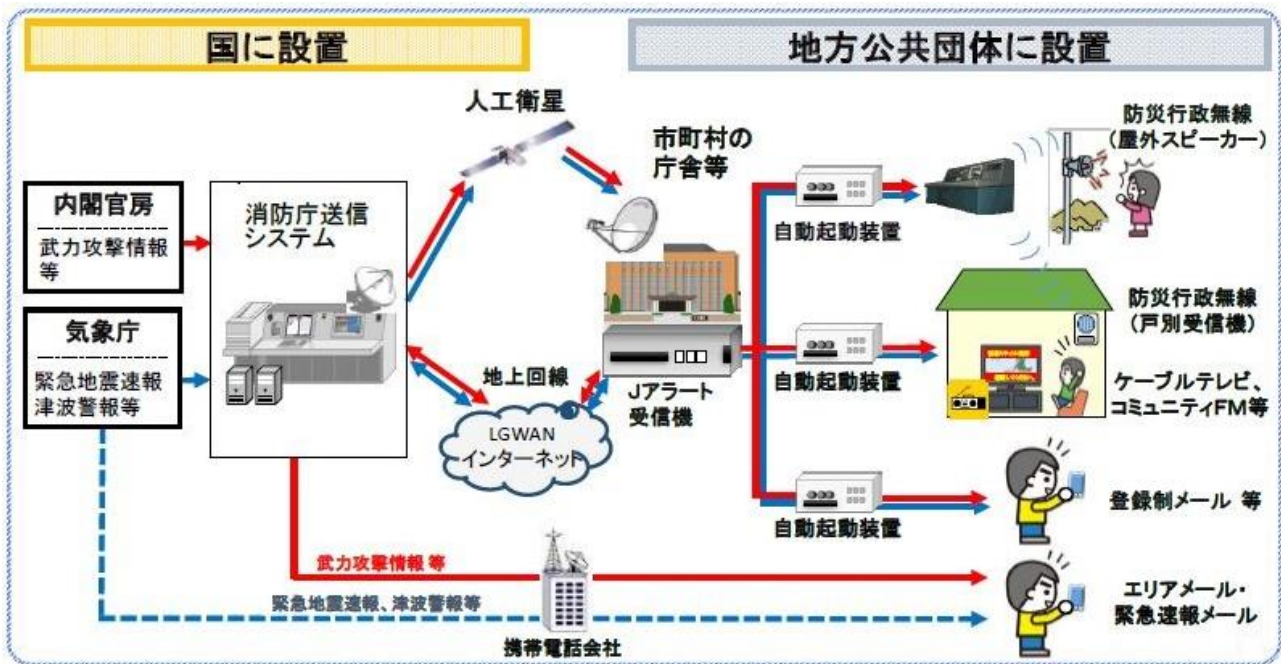 国に設置
地方公共団体に設置
人工衛星
市町村の
庁舎等
防災行政無線
(屋外スピーカー)
内閣官房
武力攻撃情報
等
消防庁送信
システム
自動起動装置
気象庁
緊急地震速報
津波警報等
地上回線
LGWAN
インターネット
Jアラート
受信機
自動起動装置
防災行政無線
(戸別受信機)
ケーブルテレビ、
コミュニティFM等
自動起動装置
登録制メール 等
武力攻撃情報 等
緊急地震速報、津波警報等
携帯電話会社
エリアメール・
緊急速報メール